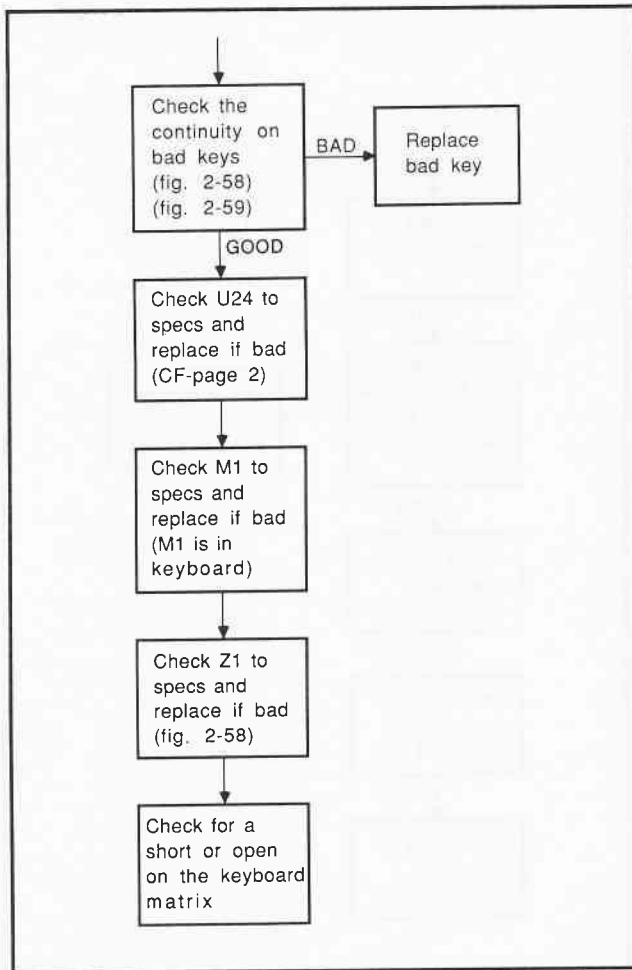 Check the
continuity on
bad keys
(fig. 2-58)
(fig. 2-59)
BAD
Replace
bad key
GOOD
Check U24 to
specs and
replace if bad
(CF-page 2)
Check M1 to
specs and
replace if bad
(M1 is in
keyboard)
Check Z1 to
specs and
replace if bad
(fig. 2-58)
Check for a
short or open
on the keyboard
matrix